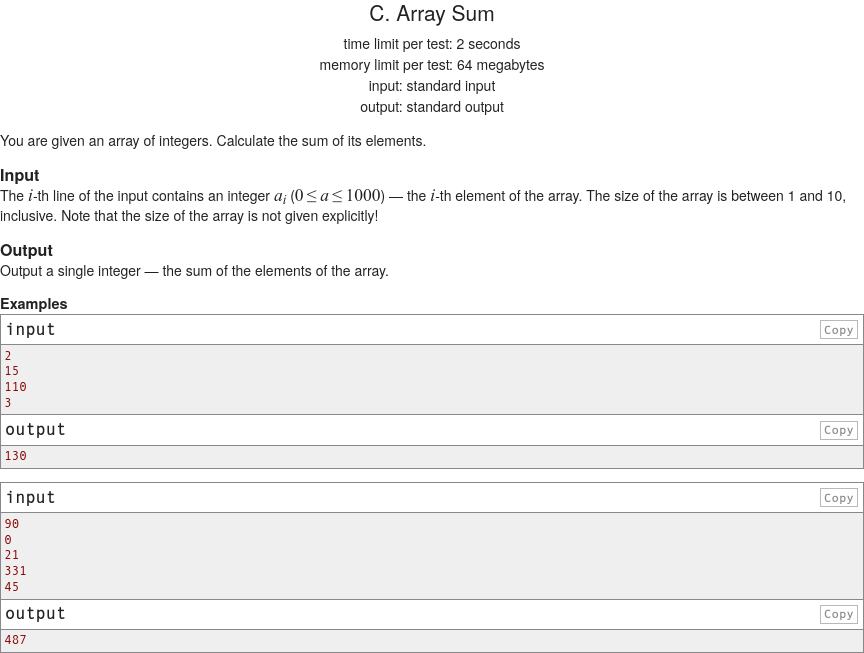 C. Array Sum
time limit per test: 2 seconds
memory limit per test: 64 megabytes
input: standard input
output: standard output
You are given an array of integers. Calculate the sum of its elements.
Input
The i-th line of the input contains an integer aᵢ (0 ≤ a ≤ 1000) — the i-th element of the array. The size of the array is between 1 and 10,
inclusive. Note that the size of the array is not given explicitly!
Output
Output a single integer — the sum of the elements of the array.
Examples
input Copy
2
15
110
3
output Copy
130
input Copy
90
0
21
331
45
output Copy
487